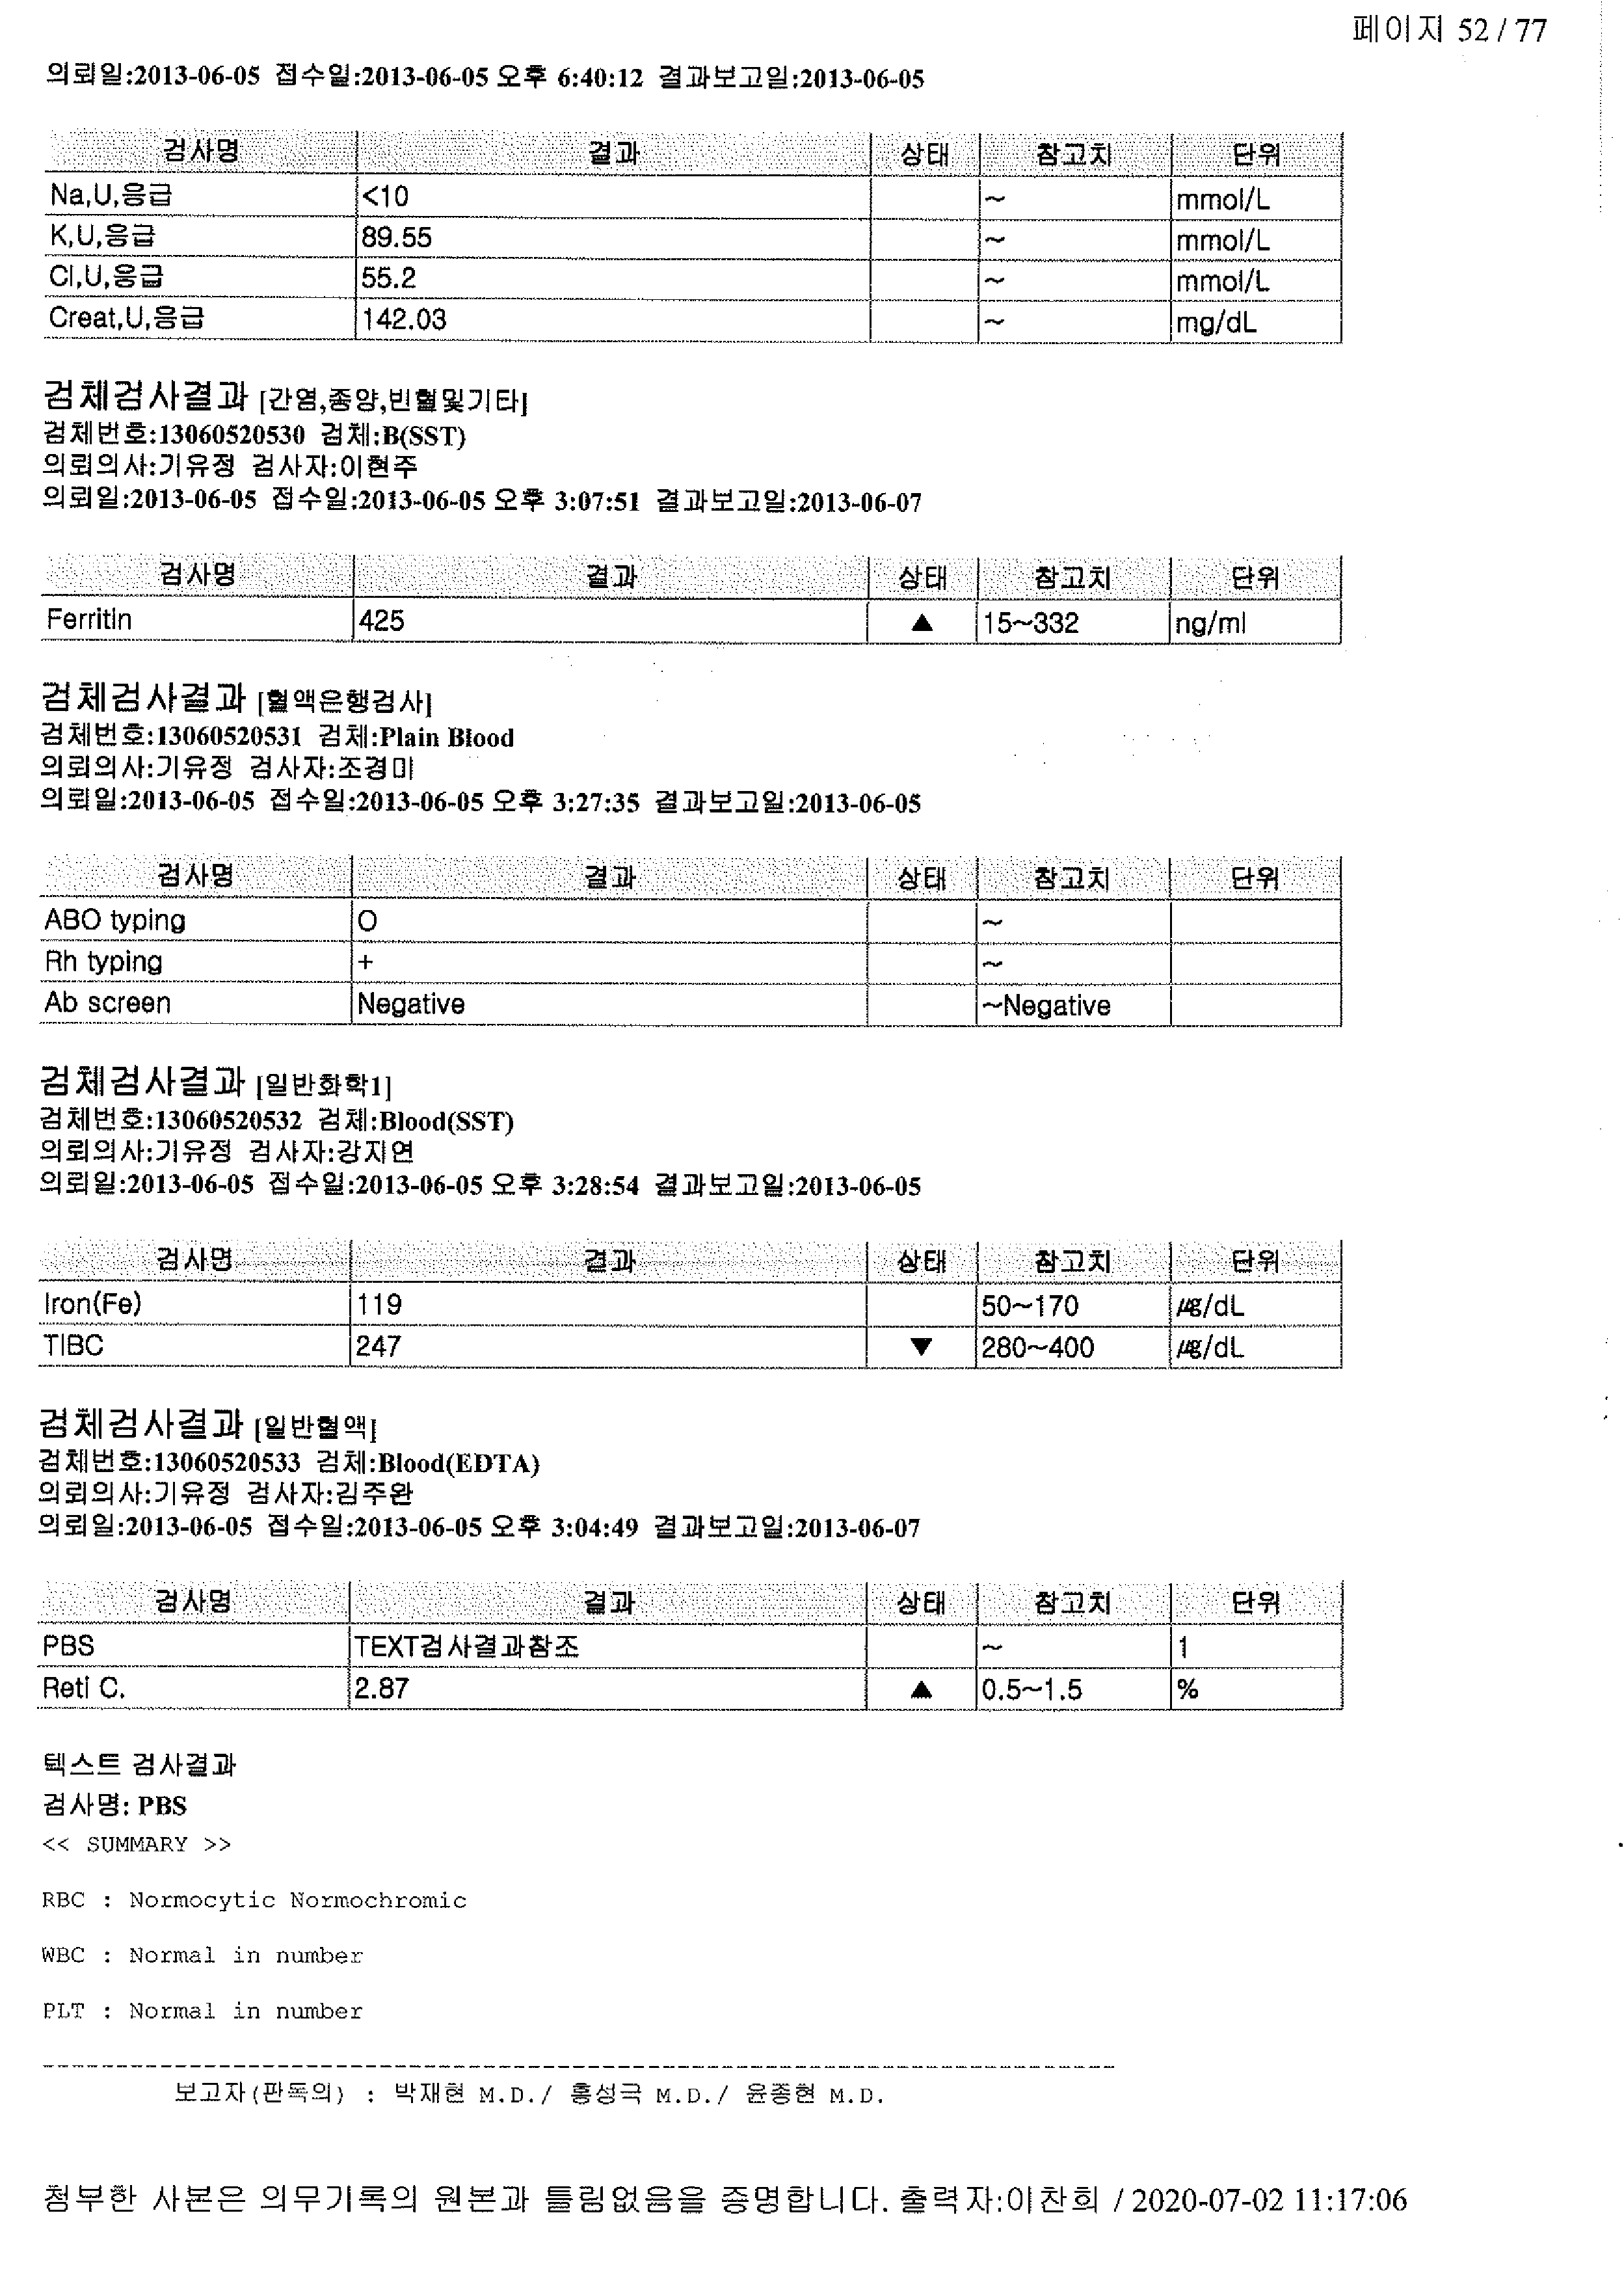 페이지 52 / 77
의뢰일:2013-06-05 접수일:2013-06-05 오후 6:40:12 결과보고일:2013-06-05
검사명 결과 상태 참고치 단위
Na,U,응급 <10 ~ mmol/L
K,U,응급 89.55 ~ mmol/L
Cl,U,응급 55.2 ~ mmol/L
Creat,U,응급 142.03 ~ mg/dL
검체검사결과 [간염,종양,빈혈및기타]
검체번호:13060520530 검체:B(SST)
의뢰의사:기유정 검사자:이현주
의뢰일:2013-06-05 접수일:2013-06-05 오후 3:07:51 결과보고일:2013-06-07
검사명 결과 상태 참고치 단위
Ferritin 425 ▲ 15~332 ng/ml
검체검사결과 [혈액은행검사]
검체번호:13060520531 검체:Plain Blood
의뢰의사:기유정 검사자:조경미
의뢰일:2013-06-05 접수일:2013-06-05 오후 3:27:35 결과보고일:2013-06-05
검사명 결과 상태 참고치 단위
ABO typing O ~
Rh typing + ~
Ab screen Negative ~Negative
검체검사결과 [일반화학1]
검체번호:13060520532 검체:Blood(SST)
의뢰의사:기유정 검사자:강지연
의뢰일:2013-06-05 접수일:2013-06-05 오후 3:28:54 결과보고일:2013-06-05
검사명 결과 상태 참고치 단위
Iron(Fe) 119 50~170 ㎍/dL
TIBC 247 ▼ 280~400 ㎍/dL
검체검사결과 [일반혈액]
검체번호:13060520533 검체:Blood(EDTA)
의뢰의사:기유정 검사자:김주완
의뢰일:2013-06-05 접수일:2013-06-05 오후 3:04:49 결과보고일:2013-06-07
검사명 결과 상태 참고치 단위
PBS TEXT검사결과참조 ~ 1
Reti C. 2.87 ▲ 0.5~1.5 %
텍스트 검사결과
검사명: PBS
<< SUMMARY >>
RBC : Normocytic Normochromic
WBC : Normal in number
PLT : Normal in number
보고자(판독의) : 박재현 M.D./ 홍성국 M.D./ 윤종현 M.D.
첨부한 사본은 의무기록의 원본과 틀림없음을 증명합니다. 출력자:이찬희 / 2020-07-02 11:17:06